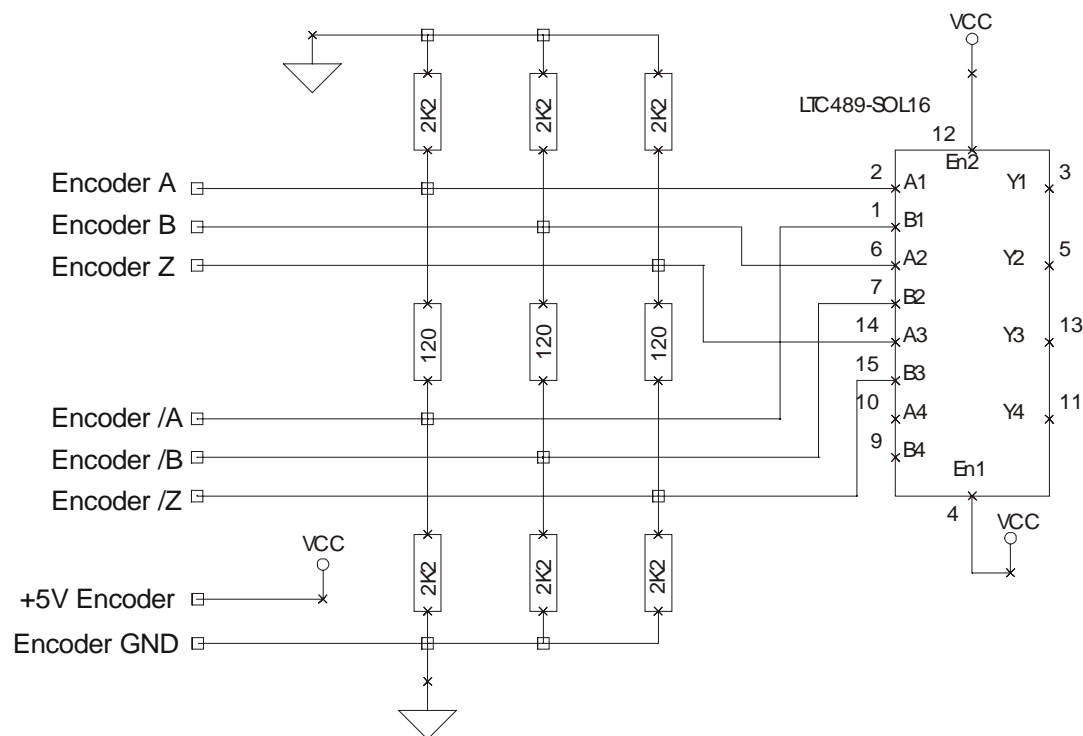 VCC
2K2
2K2
2K2
LTC489-SOL16
12
En2
Encoder A
2
A1
Y1
3
Encoder B
1
B1
Encoder Z
6
A2
Y2
5
7
B2
120
120
120
14
A3
Y3
13
15
B3
Encoder /A
10
A4
Y4
11
Encoder /B
9
B4
Encoder /Z
En1
4
VCC
VCC
2K2
2K2
2K2
+5V Encoder
Encoder GND